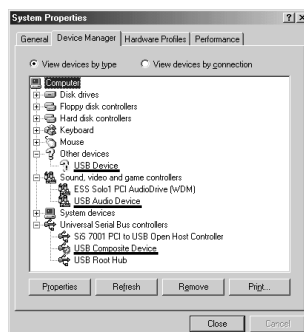 System Properties
General Device Manager Hardware Profiles Performance
View devices by type View devices by connection
Computer
Disk drives
Floppy disk controllers
Hard disk controllers
Keyboard
Mouse
Other devices
USB Device
Sound, video and game controllers
ESS Solo1 PCI AudioDrive (WDM)
USB Audio Device
System devices
Universal Serial Bus controllers
SiS 7001 PCI to USB Open Host Controller
USB Composite Device
USB Root Hub
Properties Refresh Remove Print...
Close Cancel